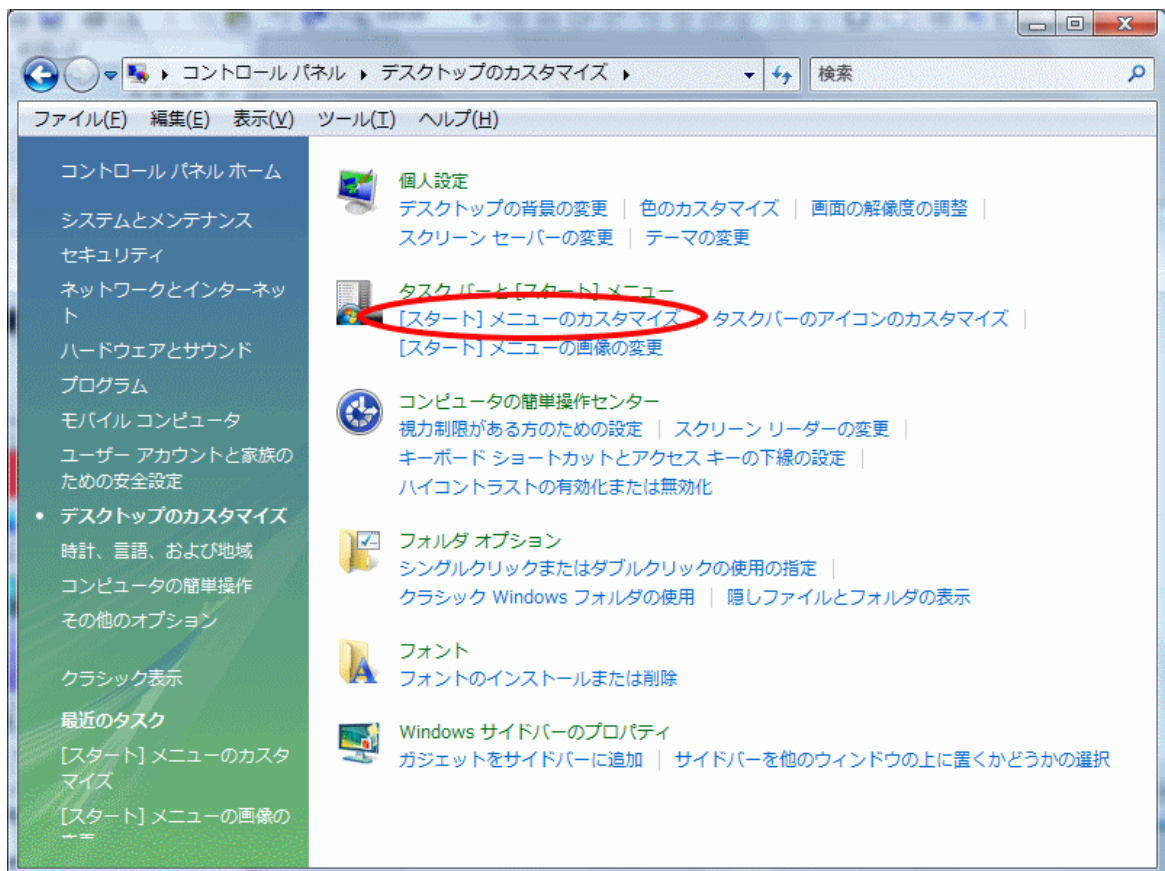 コントロール パネル ▸ デスクトップのカスタマイズ ▸
検索
ファイル(F) 編集(E) 表示(V) ツール(T) ヘルプ(H)
コントロール パネル ホーム
システムとメンテナンス
セキュリティ
ネットワークとインターネッ
ト
ハードウェアとサウンド
プログラム
モバイル コンピュータ
ユーザー アカウントと家族の
ための安全設定
• デスクトップのカスタマイズ
時計、言語、および地域
コンピュータの簡単操作
その他のオプション
クラシック表示
最近のタスク
[スタート] メニューのカスタ
マイズ
[スタート] メニューの画像の
個人設定
デスクトップの背景の変更 | 色のカスタマイズ | 画面の解像度の調整 |
スクリーン セーバーの変更 | テーマの変更
タスク バーと [スタート] メニュー
[スタート] メニューのカスタマイズ | タスクバーのアイコンのカスタマイズ |
[スタート] メニューの画像の変更
コンピュータの簡単操作センター
視力制限がある方のための設定 | スクリーン リーダーの変更 |
キーボード ショートカットとアクセス キーの下線の設定 |
ハイコントラストの有効化または無効化
フォルダ オプション
シングルクリックまたはダブルクリックの使用の指定 |
クラシック Windows フォルダの使用 | 隠しファイルとフォルダの表示
フォント
フォントのインストールまたは削除
Windows サイドバーのプロパティ
ガジェットをサイドバーに追加 | サイドバーを他のウィンドウの上に置くかどうかの選択